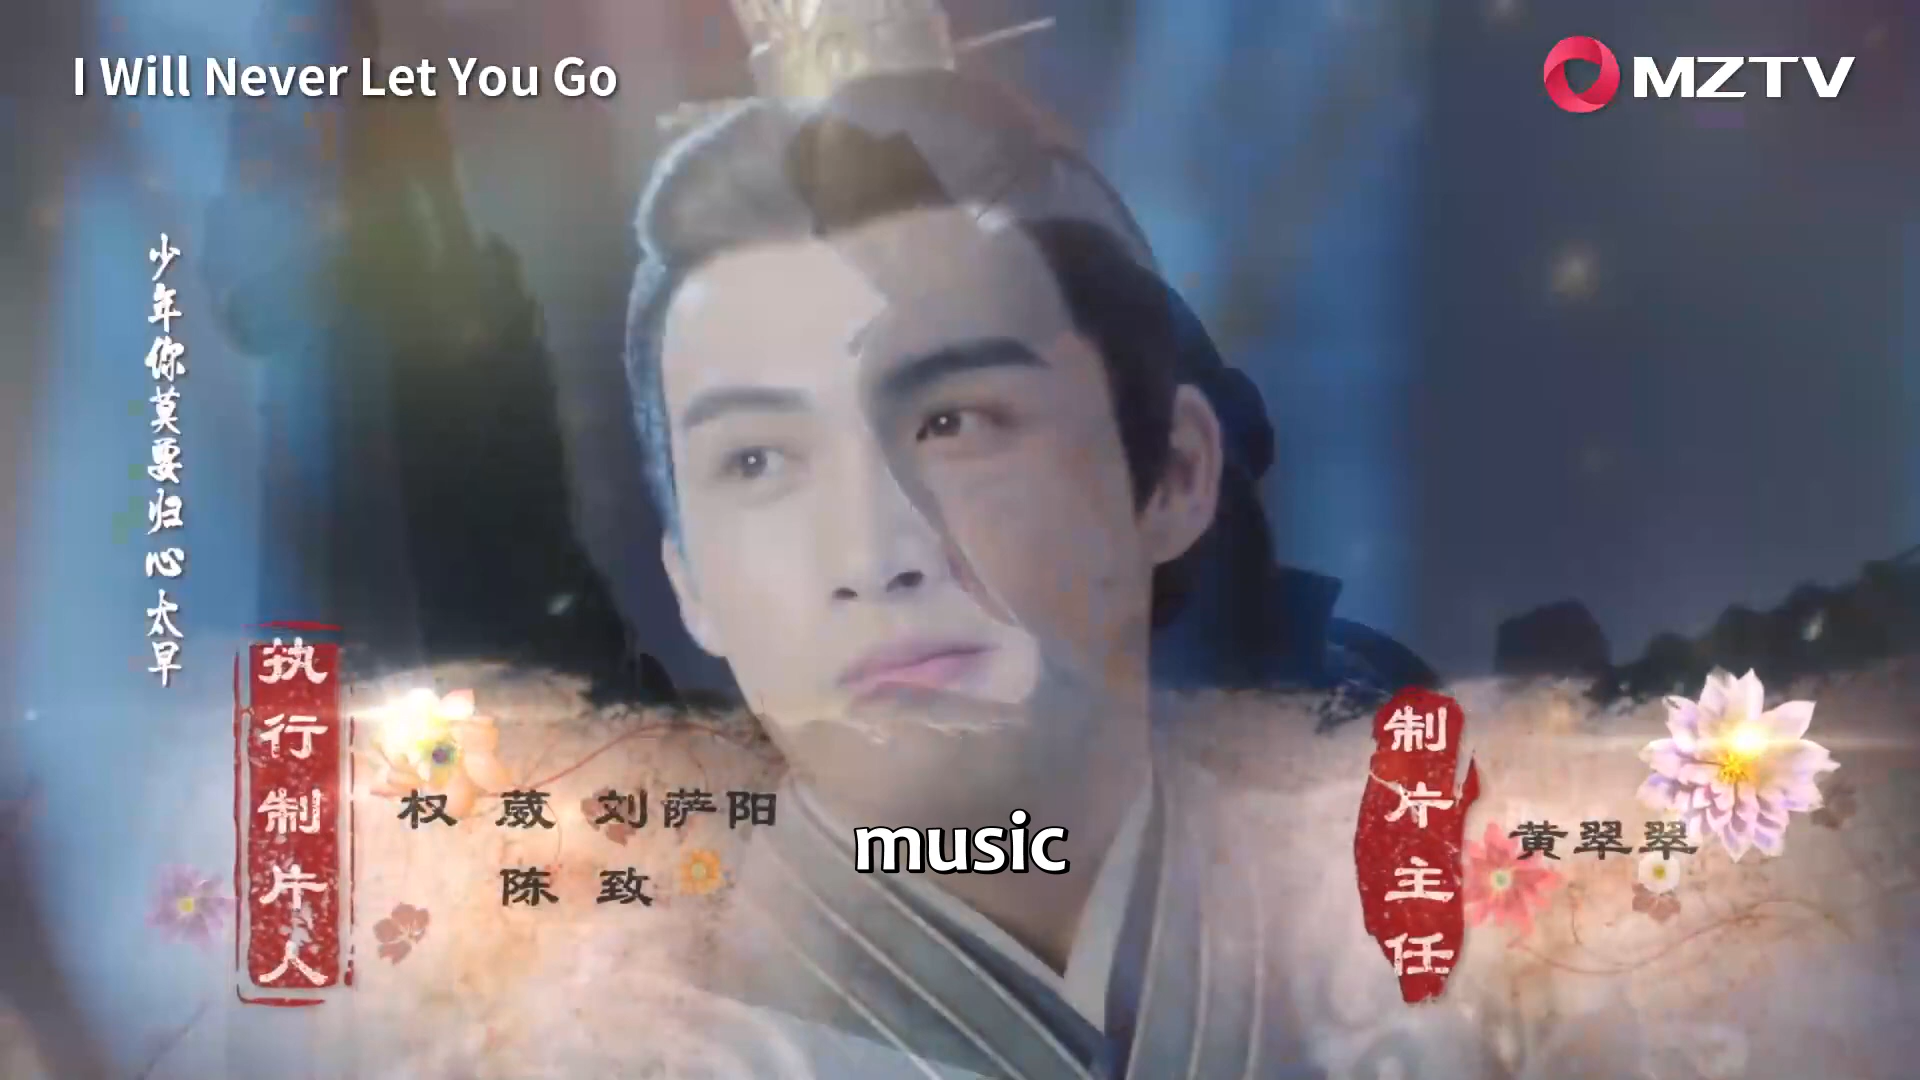 I Will Never Let You Go
MZTV
少年你莫要归心太早
执行制片人
权 葳 刘萨阳
陈 致
music
制片主任
黄翠翠